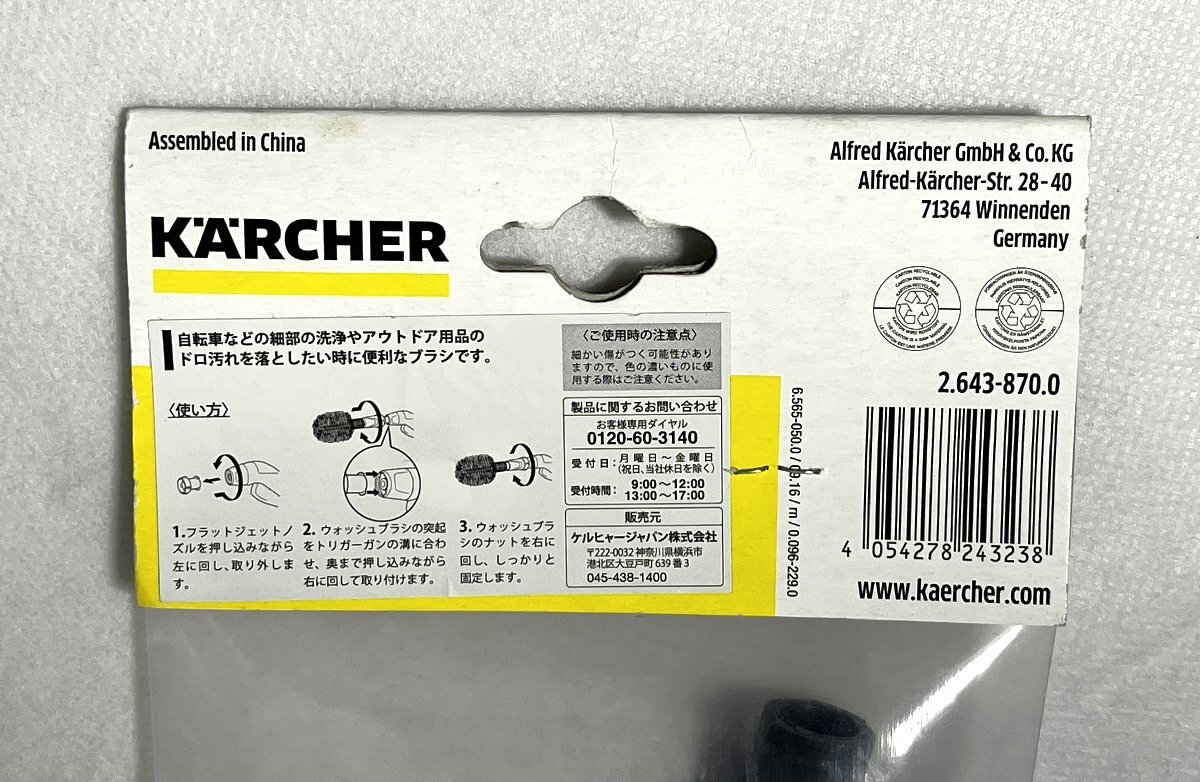 Assembled in China
KÄRCHER
Alfred Kärcher GmbH & Co. KG
Alfred-Kärcher-Str. 28-40
71364 Winnenden
Germany
CARTON RECYCLABLE
CARTON RECYCLABLE
2.643-870.0
4 054278 243238
www.kaercher.com
6.565-050.0 / 09.16 / m / 0.096-229.0
自転車などの細部の洗浄やアウトドア用品の
ドロ汚れを落としたい時に便利なブラシです。
〈使い方〉
1.フラットジェットノ
ズルを押し込みながら
左に回し、取り外しま
す。
2. ウォッシュブラシの突起
をトリガーガンの溝に合わ
せ、奥まで押し込みながら
右に回して取り付けます。
3. ウォッシュブラ
シのナットを右に
回し、しっかりと
固定します。
〈ご使用時の注意点〉
細かい傷がつく可能性があり
ますので、色の濃いものに使
用する際はご注意ください。
製品に関するお問い合わせ
お客様専用ダイヤル
0120-60-3140
受付日：月曜日～金曜日
（祝日、当社休日を除く）
受付時間： 9:00～12:00
13:00～17:00
販売元
ケルヒャージャパン株式会社
〒222-0032 神奈川県横浜市
港北区大豆戸町 639 番 3
045-438-1400